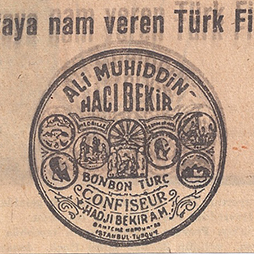 aya nam veren Türk Fi
ALİ MUHİDDİN-
HACI BEKİR
BONBON TURC
CONFISEUR
HADJI BEKIR A.M.
ISTANBUL-TURQUIE